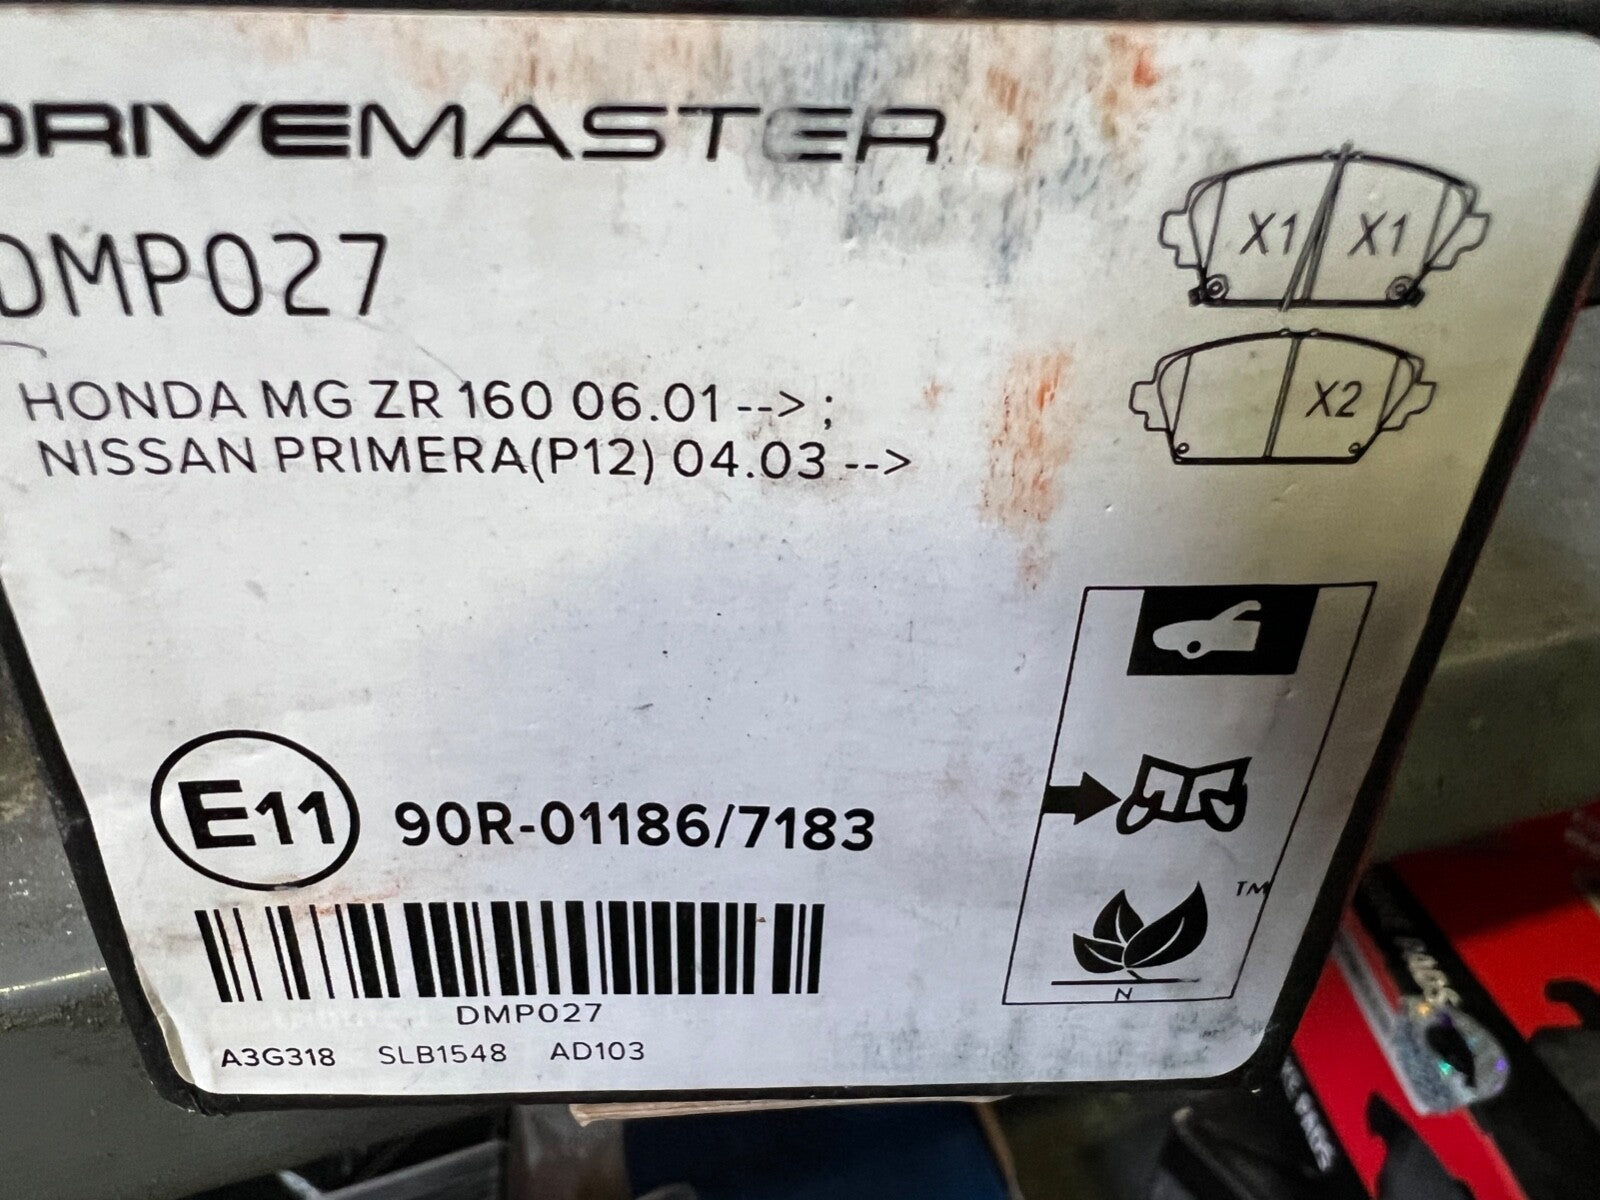 DRIVEMASTER
DMP027
HONDA MG ZR 160 06.01 --> ;
NISSAN PRIMERA(P12) 04.03 -->
X1 X1
X2
E11 90R-01186/7183
TM
N
DMP027
A3G318 SLB1548 AD103
PADS